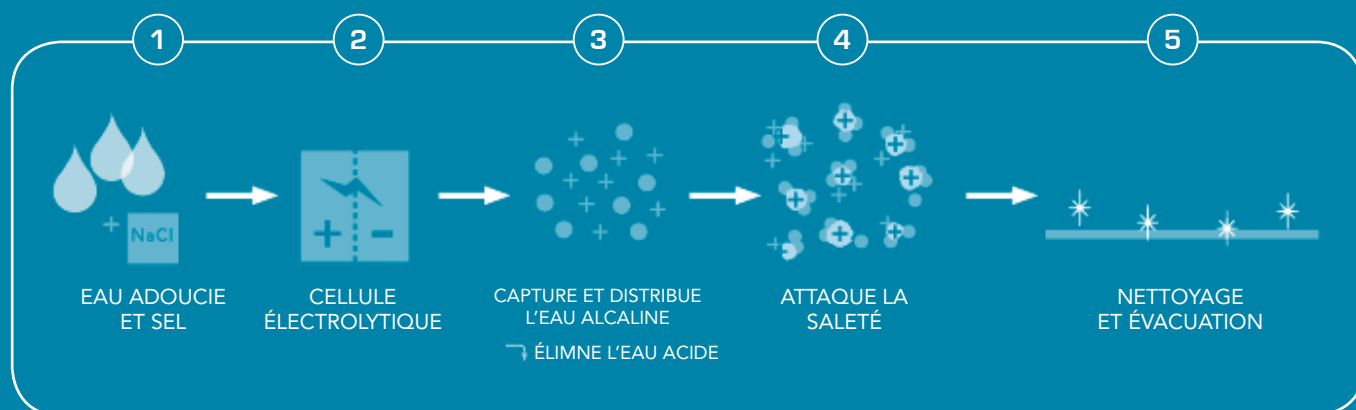 1
2
3
4
5
+
NaCl
+ -
EAU ADOUCIE
ET SEL
CELLULE
ÉLECTROLYTIQUE
CAPTURE ET DISTRIBUE
L'EAU ALCALINE
ÉLIMNE L'EAU ACIDE
ATTAQUE LA
SALETÉ
NETTOYAGE
ET ÉVACUATION